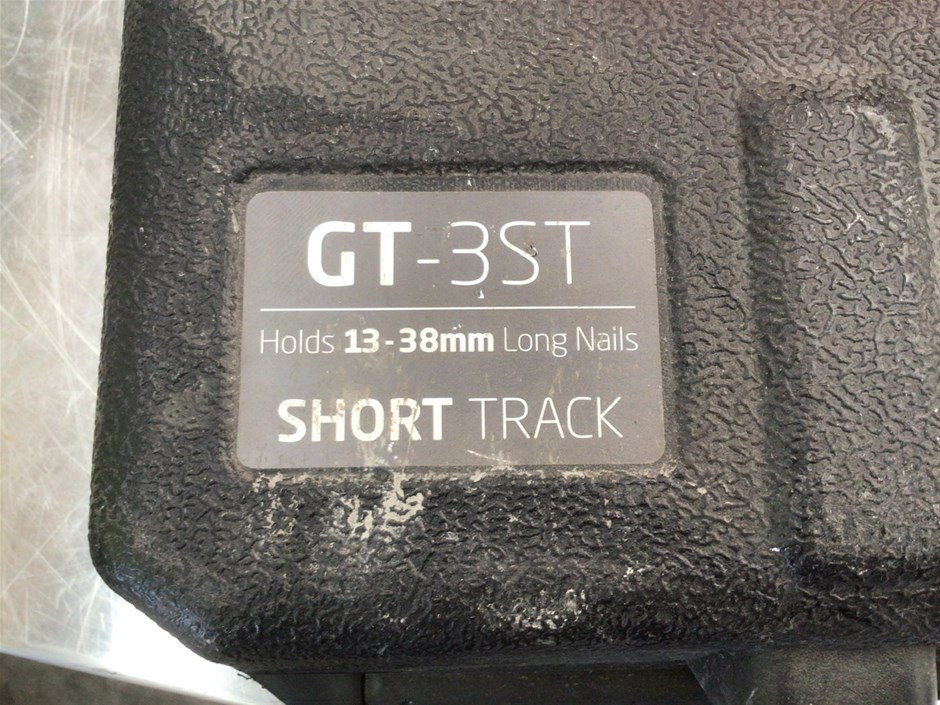 GT-3ST
Holds 13-38mm Long Nails
SHORT TRACK